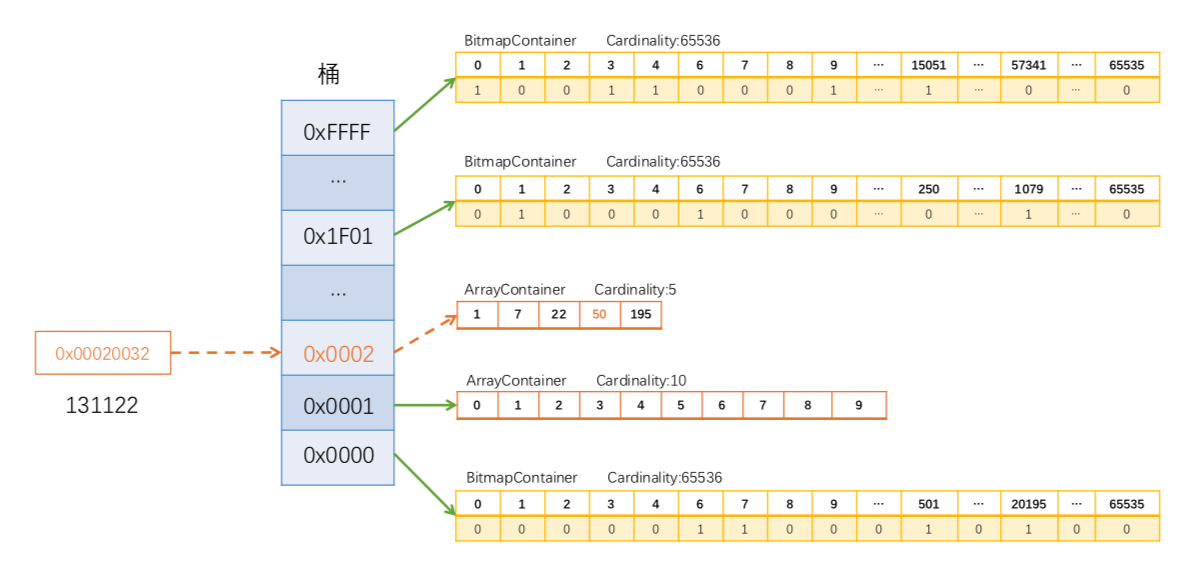 BitmapContainer Cardinality:65536
0 1 2 3 4 6 7 8 9 ... 15051 ... 57341 ... 65535
1 0 0 1 1 0 0 0 1 ... 1 ... 0 ... 0
桶
0xFFFF
...
0x1F01
...
0x0002
0x0001
0x0000
BitmapContainer Cardinality:65536
0 1 2 3 4 6 7 8 9 ... 250 ... 1079 ... 65535
0 1 0 0 0 1 0 0 0 ... 0 ... 1 ... 0
ArrayContainer Cardinality:5
1 7 22 50 195
0x00020032
131122
ArrayContainer Cardinality:10
0 1 2 3 4 5 6 7 8 9
BitmapContainer Cardinality:65536
0 1 2 3 4 6 7 8 9 ... 501 ... 20195 ... 65535
0 0 0 0 0 1 1 0 0 0 1 0 1 0 0